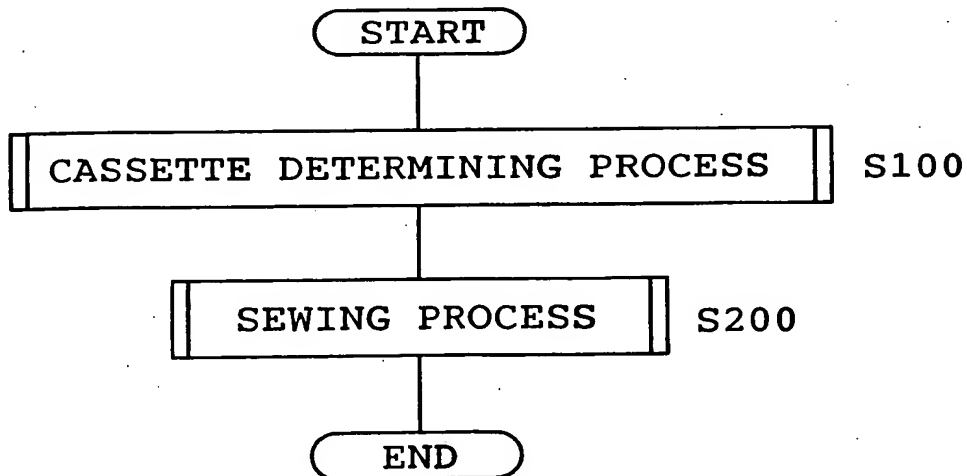 START
CASSETTE DETERMINING PROCESS S100
SEWING PROCESS S200
END